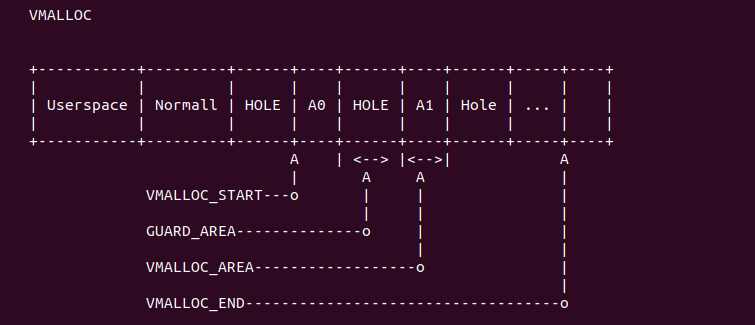 VMALLOC
+-----------+---------+------+----+------+----+------+-----+----+
|           |         |      |    |      |    |      |     |    |
| Userspace | Normall | HOLE | A0 | HOLE | A1 | Hole | ... |    |
|           |         |      |    |      |    |      |     |    |
+-----------+---------+------+----+------+----+------+-----+----+
                             A    | <--> |<-->|            A
                             |       A     A               |
             VMALLOC_START---o       |     |               |
                                     |     |               |
             GUARD_AREA--------------o     |               |
                                           |               |
             VMALLOC_AREA------------------o               |
                                                           |
             VMALLOC_END-----------------------------------o